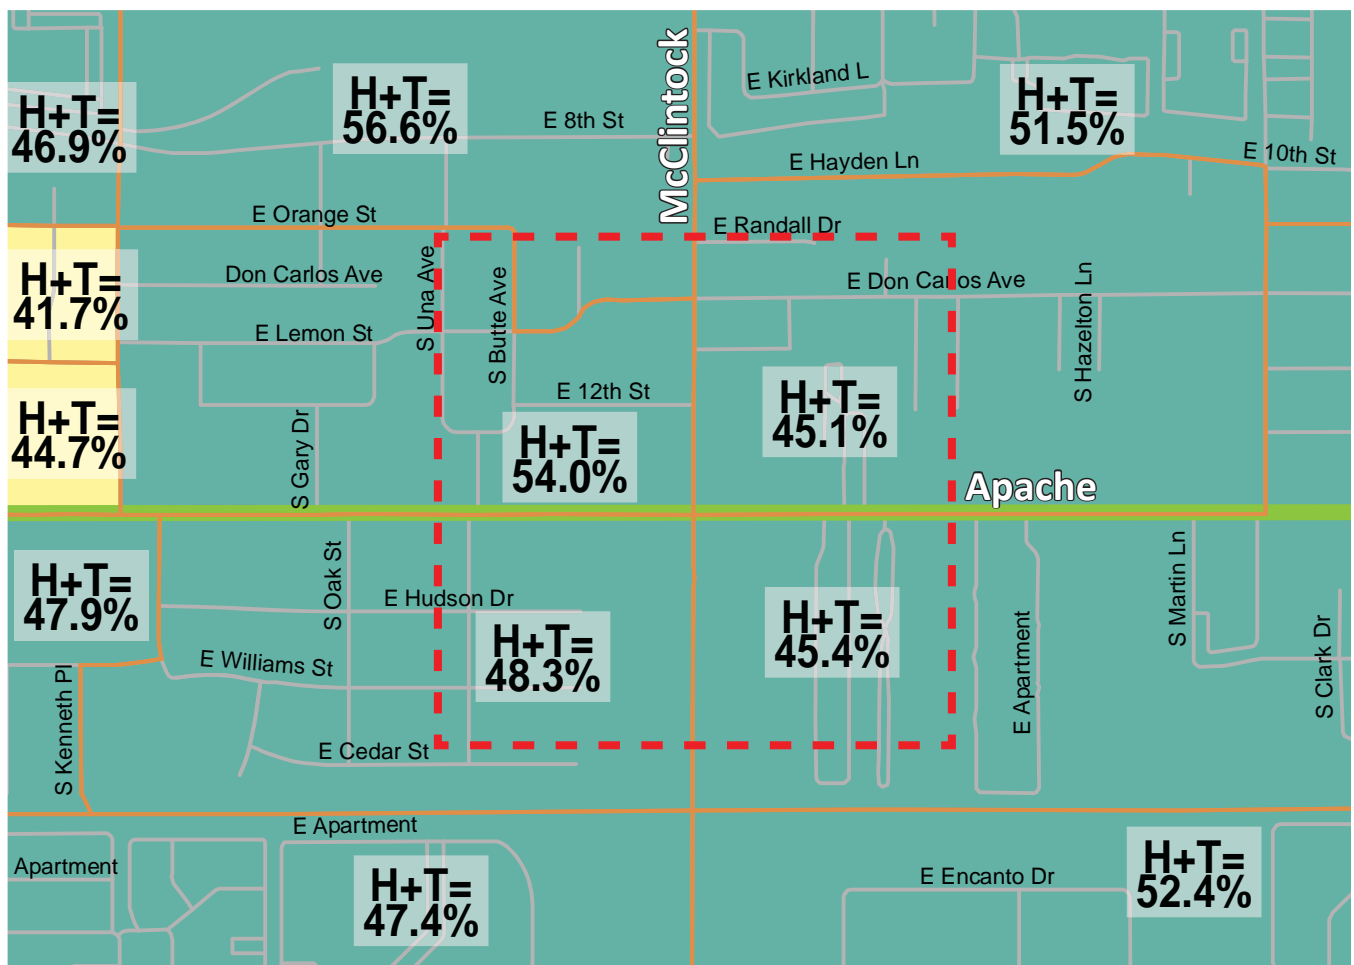 McClintock
E Kirkland L
H+T=
56.6%
H+T=
51.5%
H+T=
46.9%
E 8th St
E Hayden Ln
E 10th St
E Orange St
E Randall Dr
Don Carlos Ave
S Una Ave
S Butte Ave
E Don Carlos Ave
S Hazelton Ln
H+T=
41.7%
E Lemon St
E 12th St
H+T=
45.1%
H+T=
44.7%
S Gary Dr
H+T=
54.0%
Apache
H+T=
47.9%
S Oak St
E Hudson Dr
H+T=
45.4%
S Martin Ln
E Williams St
H+T=
48.3%
E Apartment
S Clark Dr
S Kenneth Pl
E Cedar St
E Apartment
Apartment
H+T=
47.4%
E Encanto Dr
H+T=
52.4%